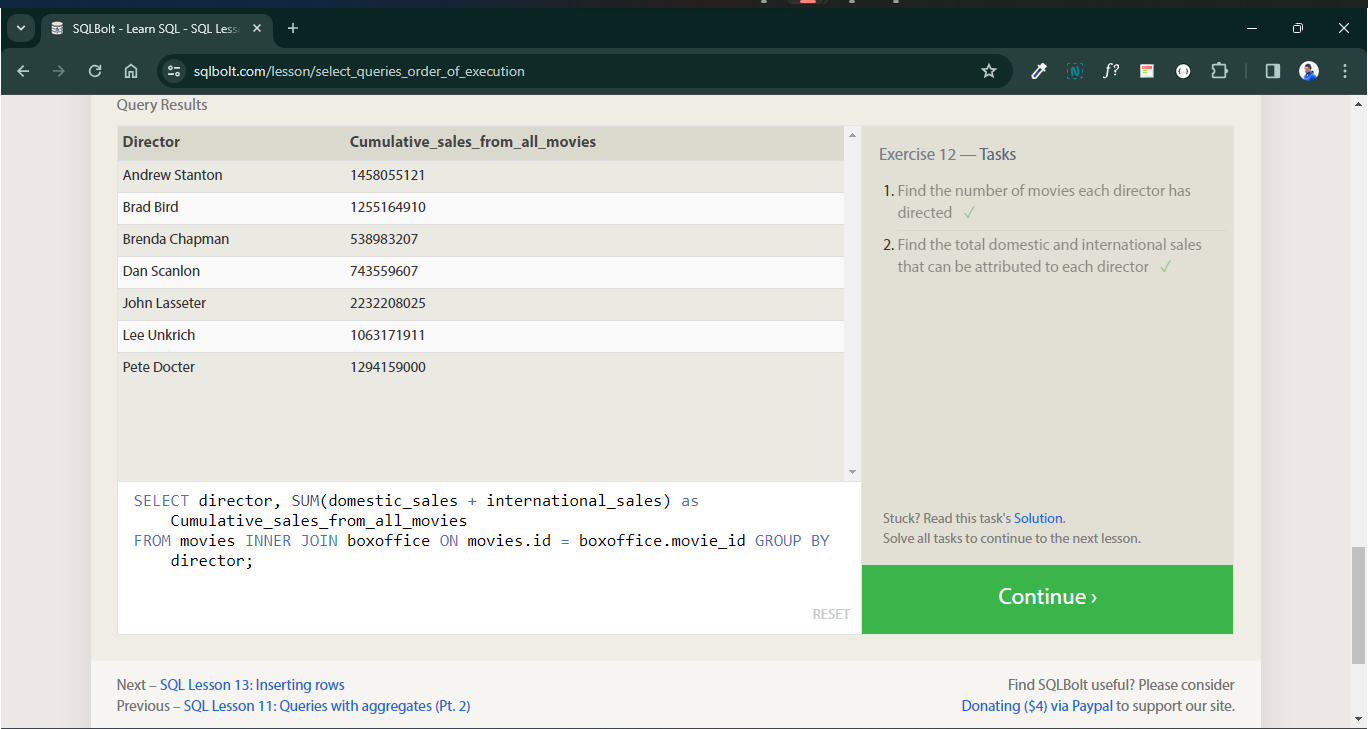 SQLBolt - Learn SQL - SQL Less
sqlbolt.com/lesson/select_queries_order_of_execution
Query Results
Director Cumulative_sales_from_all_movies
Andrew Stanton 1458055121
Brad Bird 1255164910
Brenda Chapman 538983207
Dan Scanlon 743559607
John Lasseter 2232208025
Lee Unkrich 1063171911
Pete Docter 1294159000
SELECT director, SUM(domestic_sales + international_sales) as
Cumulative_sales_from_all_movies
FROM movies INNER JOIN boxoffice ON movies.id = boxoffice.movie_id GROUP BY
director;
RESET
Exercise 12 — Tasks
1. Find the number of movies each director has
directed ✓
2. Find the total domestic and international sales
that can be attributed to each director ✓
Stuck? Read this task's Solution.
Solve all tasks to continue to the next lesson.
Continue ›
Next – SQL Lesson 13: Inserting rows
Previous – SQL Lesson 11: Queries with aggregates (Pt. 2)
Find SQLBolt useful? Please consider
Donating ($4) via Paypal to support our site.